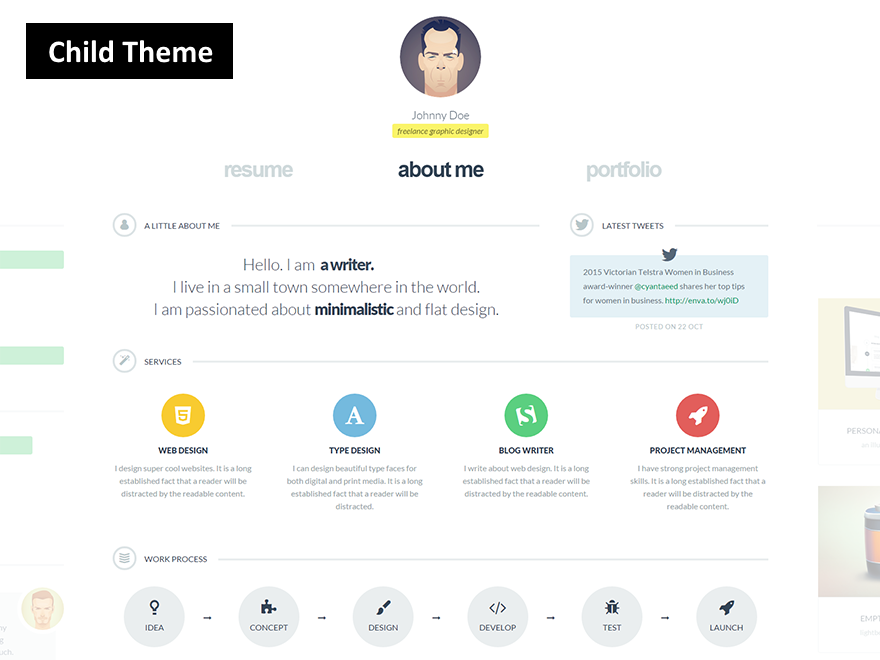 Child Theme
Johnny Doe
freelance graphic designer
resume
about me
portfolio
A LITTLE ABOUT ME
Hello. I am a writer.
I live in a small town somewhere in the world.
I am passionated about minimalistic and flat design.
LATEST TWEETS
2015 Victorian Telstra Women in Business
award-winner @cyantaeed shares her top tips
for women in business. http://enva.to/wj0iD
POSTED ON 22 OCT
SERVICES
WEB DESIGN
I design super cool websites. It is a long
established fact that a reader will be
distracted by the readable content.
TYPE DESIGN
I can design beautiful type faces for
both digital and print media. It is a long
established fact that a reader will be
distracted.
BLOG WRITER
I write about web design. It is a long
established fact that a reader will be
distracted by the readable content.
PROJECT MANAGEMENT
I have strong project management
skills. It is a long established fact that a
reader will be distracted by the
readable content.
WORK PROCESS
IDEA
CONCEPT
DESIGN
DEVELOP
TEST
LAUNCH
PERSONA
EMPT